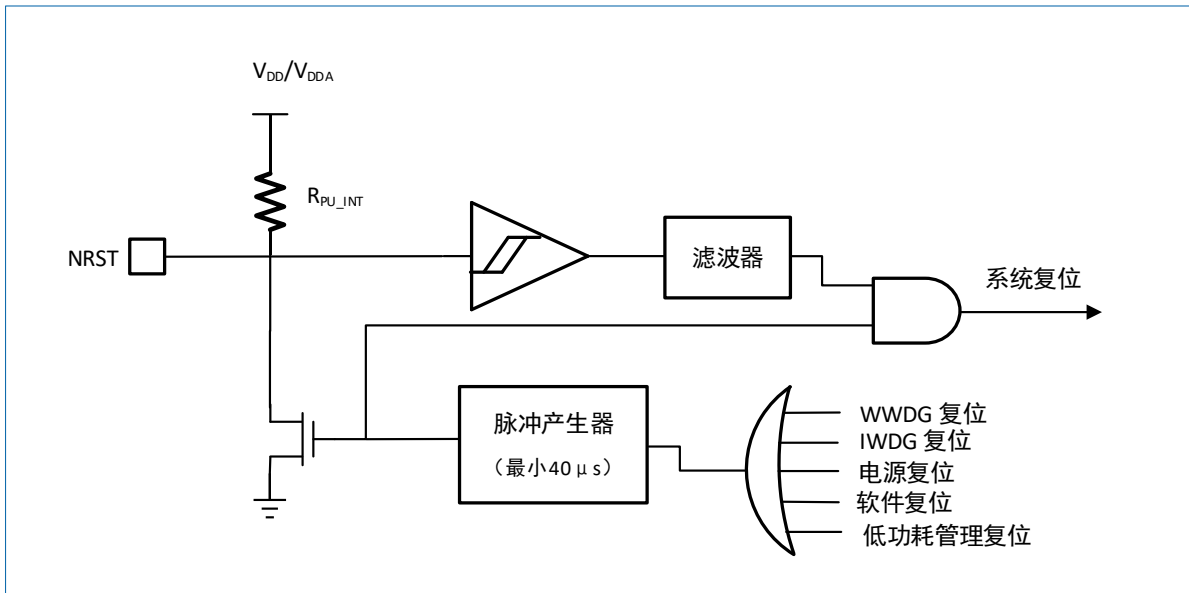 VDD/VDDA
RPU_INT
NRST
滤波器
系统复位
脉冲产生器
（最小40μs）
WWDG 复位
IWDG 复位
电源复位
软件复位
低功耗管理复位